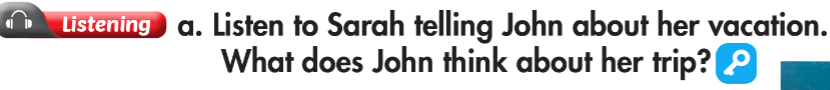 Listening a. Listen to Sarah telling John about her vacation.
What does John think about her trip?